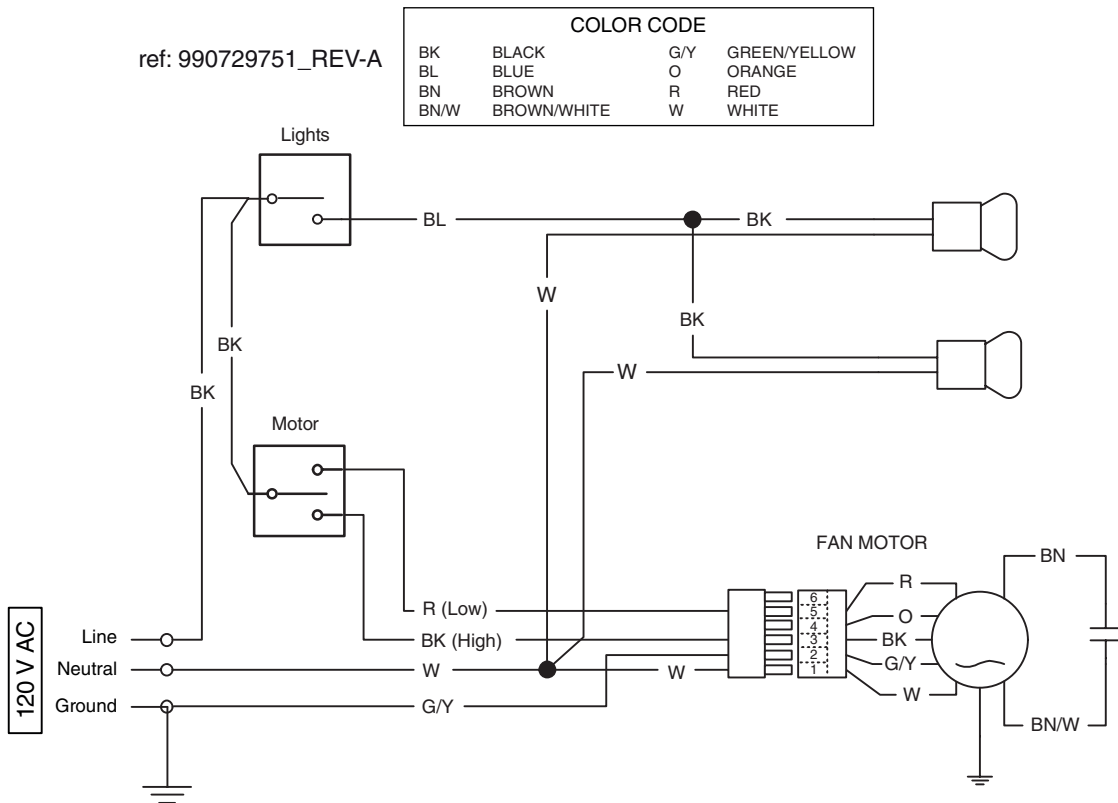 COLOR CODE
ref: 990729751_REV-A
BK BLACK G/Y GREEN/YELLOW
BL BLUE O ORANGE
BN BROWN R RED
BN/W BROWN/WHITE W WHITE
Lights
BL
BK
W
BK
BK
W
BK
Motor
FAN MOTOR
BN
R
R (Low)
6
5
O
4
120 V AC
Line
BK (High)
3
BK
Neutral
W
W
2
G/Y
1
W
Ground
G/Y
BN/W